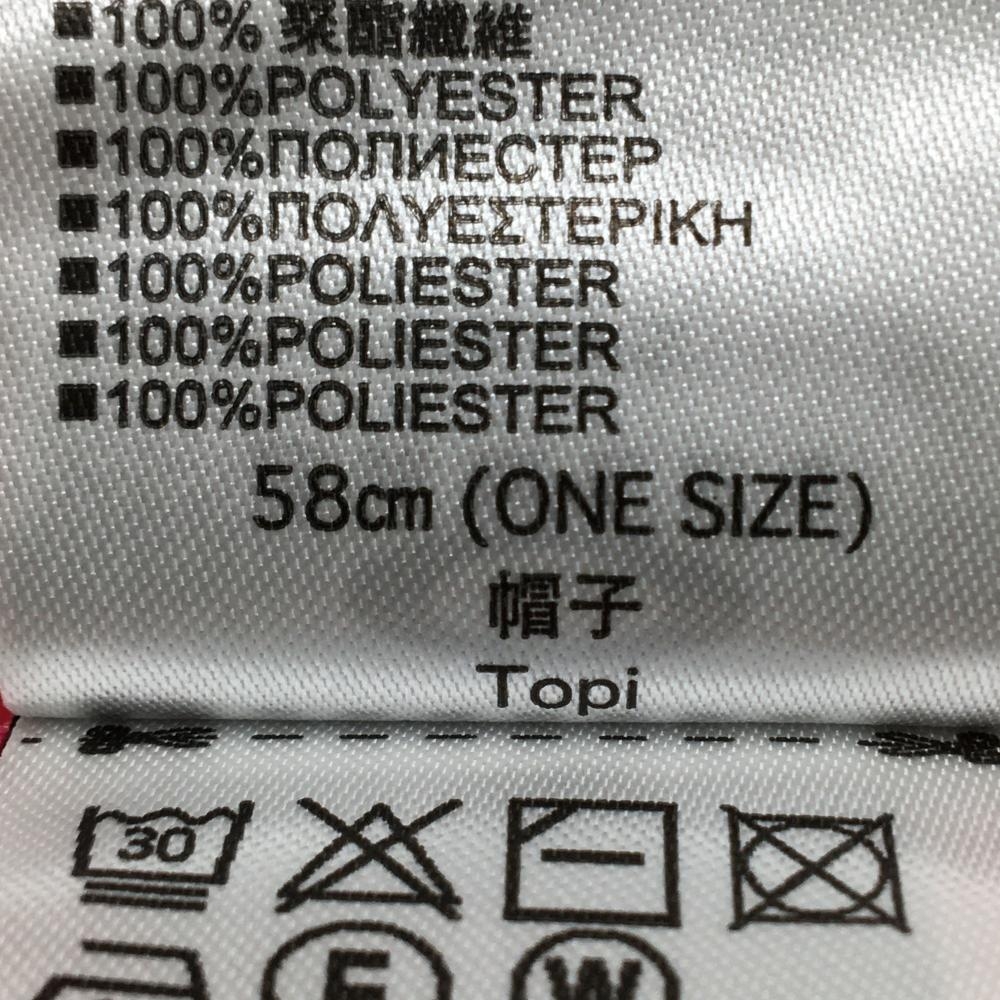 ■100% 聚酯纖維
■100%POLYESTER
■100%ПОЛИЕСТЕР
■100%ΠΟΛΥΕΣΤΕΡΙΚΗ
■100%POLIESTER
■100%POLIESTER
■100%POLIESTER
58cm (ONE SIZE)
帽子
Topi
30
F W